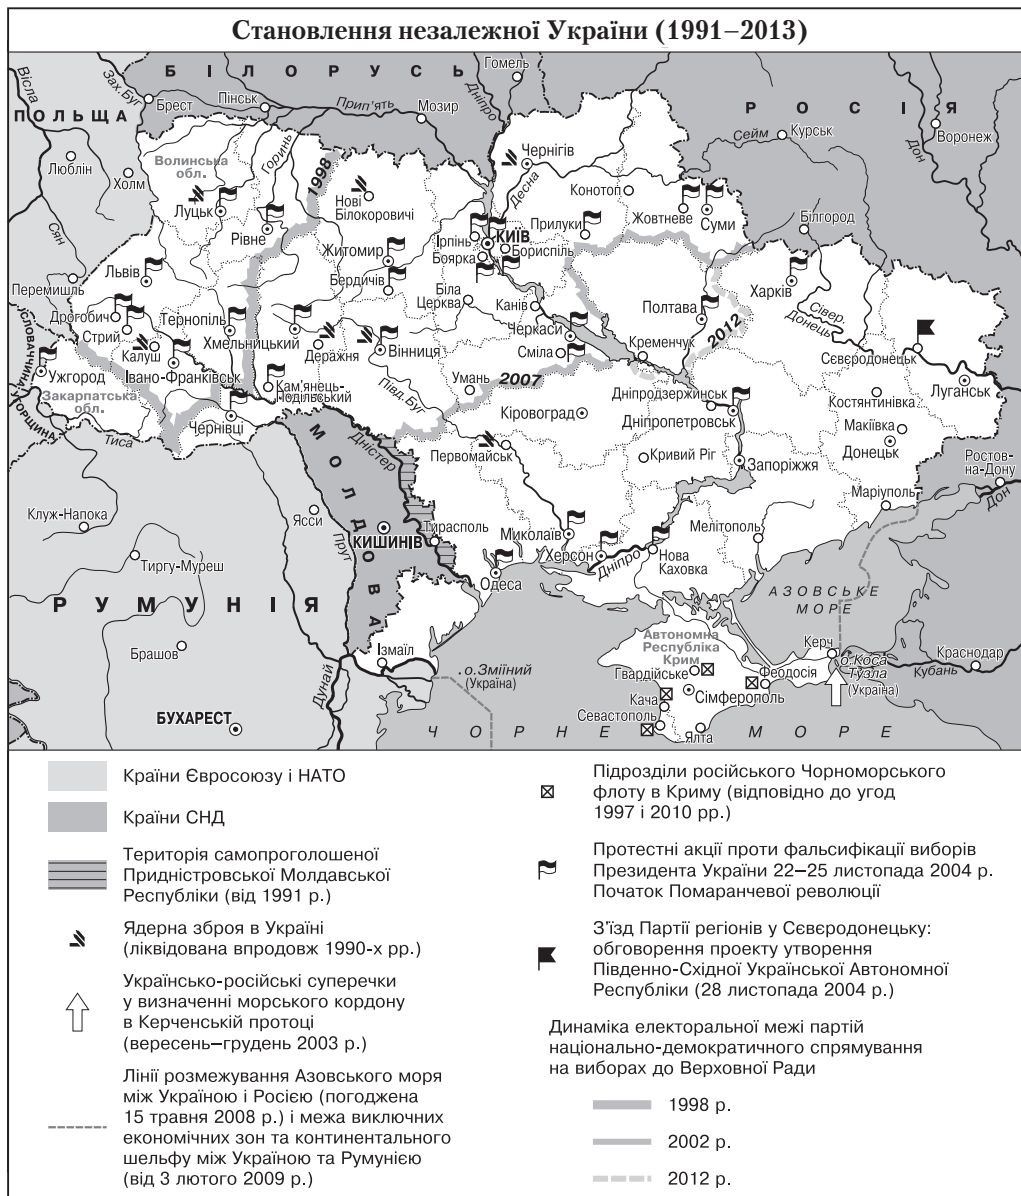 Становлення незалежної України (1991–2013)
БІЛОРУСЬ
Гомель
Вісла
Зах. Буг
Брест
Пінськ
Прип'ять
Мозир
Дніпро
ПОЛЬЩА
РОСІЯ
Сейм
Курськ
Воронеж
Дон
Люблін
Холм
Волинська
обл.
Горинь
1998
Чернігів
Десна
Конотоп
Нові
Білокоровичі
Луцьк
Рівне
Жовтневе
Суми
Прилуки
Білгород
Сян
Ірпінь
КИЇВ
Житомир
Боярка
Бориспіль
Львів
Бердичів
Харків
Перемишль
Біла
Церква
Канів
Полтава
Сівер.
Донець
Дрогобич
Стрий
Тернопіль
2012
Черкаси
СЛОВАЧЧИНА
Калуш
Хмельницький
Деражня
Вінниця
Сміла
Кременчук
Сєвєродонецьк
Ужгород
Івано-Франківськ
Умань
2007
Луганськ
УГОРЩИНА
Закарпатська
обл.
Кам'янець-
Подільський
Півд. Буг
Дніпродзержинськ
Костянтинівка
Чернівці
Кіровоград
Дніпропетровськ
Макіївка
Тиса
Донецьк
МОЛДОВА
Дністер
Первомайськ
Кривий Ріг
Запоріжжя
Ростов-
на-Дону
Дон
Маріуполь
Клуж-Напока
Ясси
Прут
КИШИНІВ
Тирасполь
Миколаїв
Мелітополь
Херсон
Дніпро
Тиргу-Муреш
Одеса
Нова
Каховка
РУМУНІЯ
АЗОВСЬКЕ
МОРЕ
Автономна
Республіка
Крим
Керч
Брашов
Ізмаїл
о. Зміїний
(Україна)
Гвардійське
Феодосія
о. Коса
Тузла
(Україна)
Краснодар
Кубань
Дунай
Кача
Сімферополь
Севастополь
БУХАРЕСТ
Ялта
ЧОРНЕ МОРЕ
Країни Євросоюзу і НАТО
Країни СНД
Територія самопроголошеної
Придністровської Молдавської
Республіки (від 1991 р.)
Ядерна зброя в Україні
(ліквідована впродовж 1990-х рр.)
Українсько-російські суперечки
у визначенні морського кордону
в Керченській протоці
(вересень–грудень 2003 р.)
Лінії розмежування Азовського моря
між Україною і Росією (погоджена
15 травня 2008 р.) і межа виключних
економічних зон та континентального
шельфу між Україною та Румунією
(від 3 лютого 2009 р.)
Підрозділи російського Чорноморського
флоту в Криму (відповідно до угод
1997 і 2010 рр.)
Протестні акції проти фальсифікації виборів
Президента України 22–25 листопада 2004 р.
Початок Помаранчевої революції
З'їзд Партії регіонів у Сєвєродонецьку:
обговорення проекту утворення
Південно-Східної Української Автономної
Республіки (28 листопада 2004 р.)
Динаміка електоральної межі партій
національно-демократичного спрямування
на виборах до Верховної Ради
1998 р.
2002 р.
2012 р.